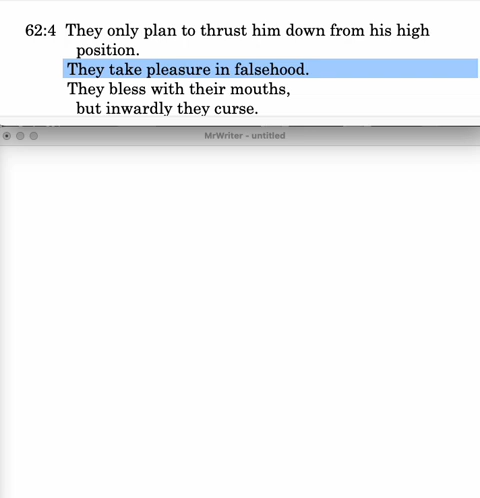 62:4 They only plan to thrust him down from his high
position.
They take pleasure in falsehood.
They bless with their mouths,
but inwardly they curse.
MrWriter - untitled